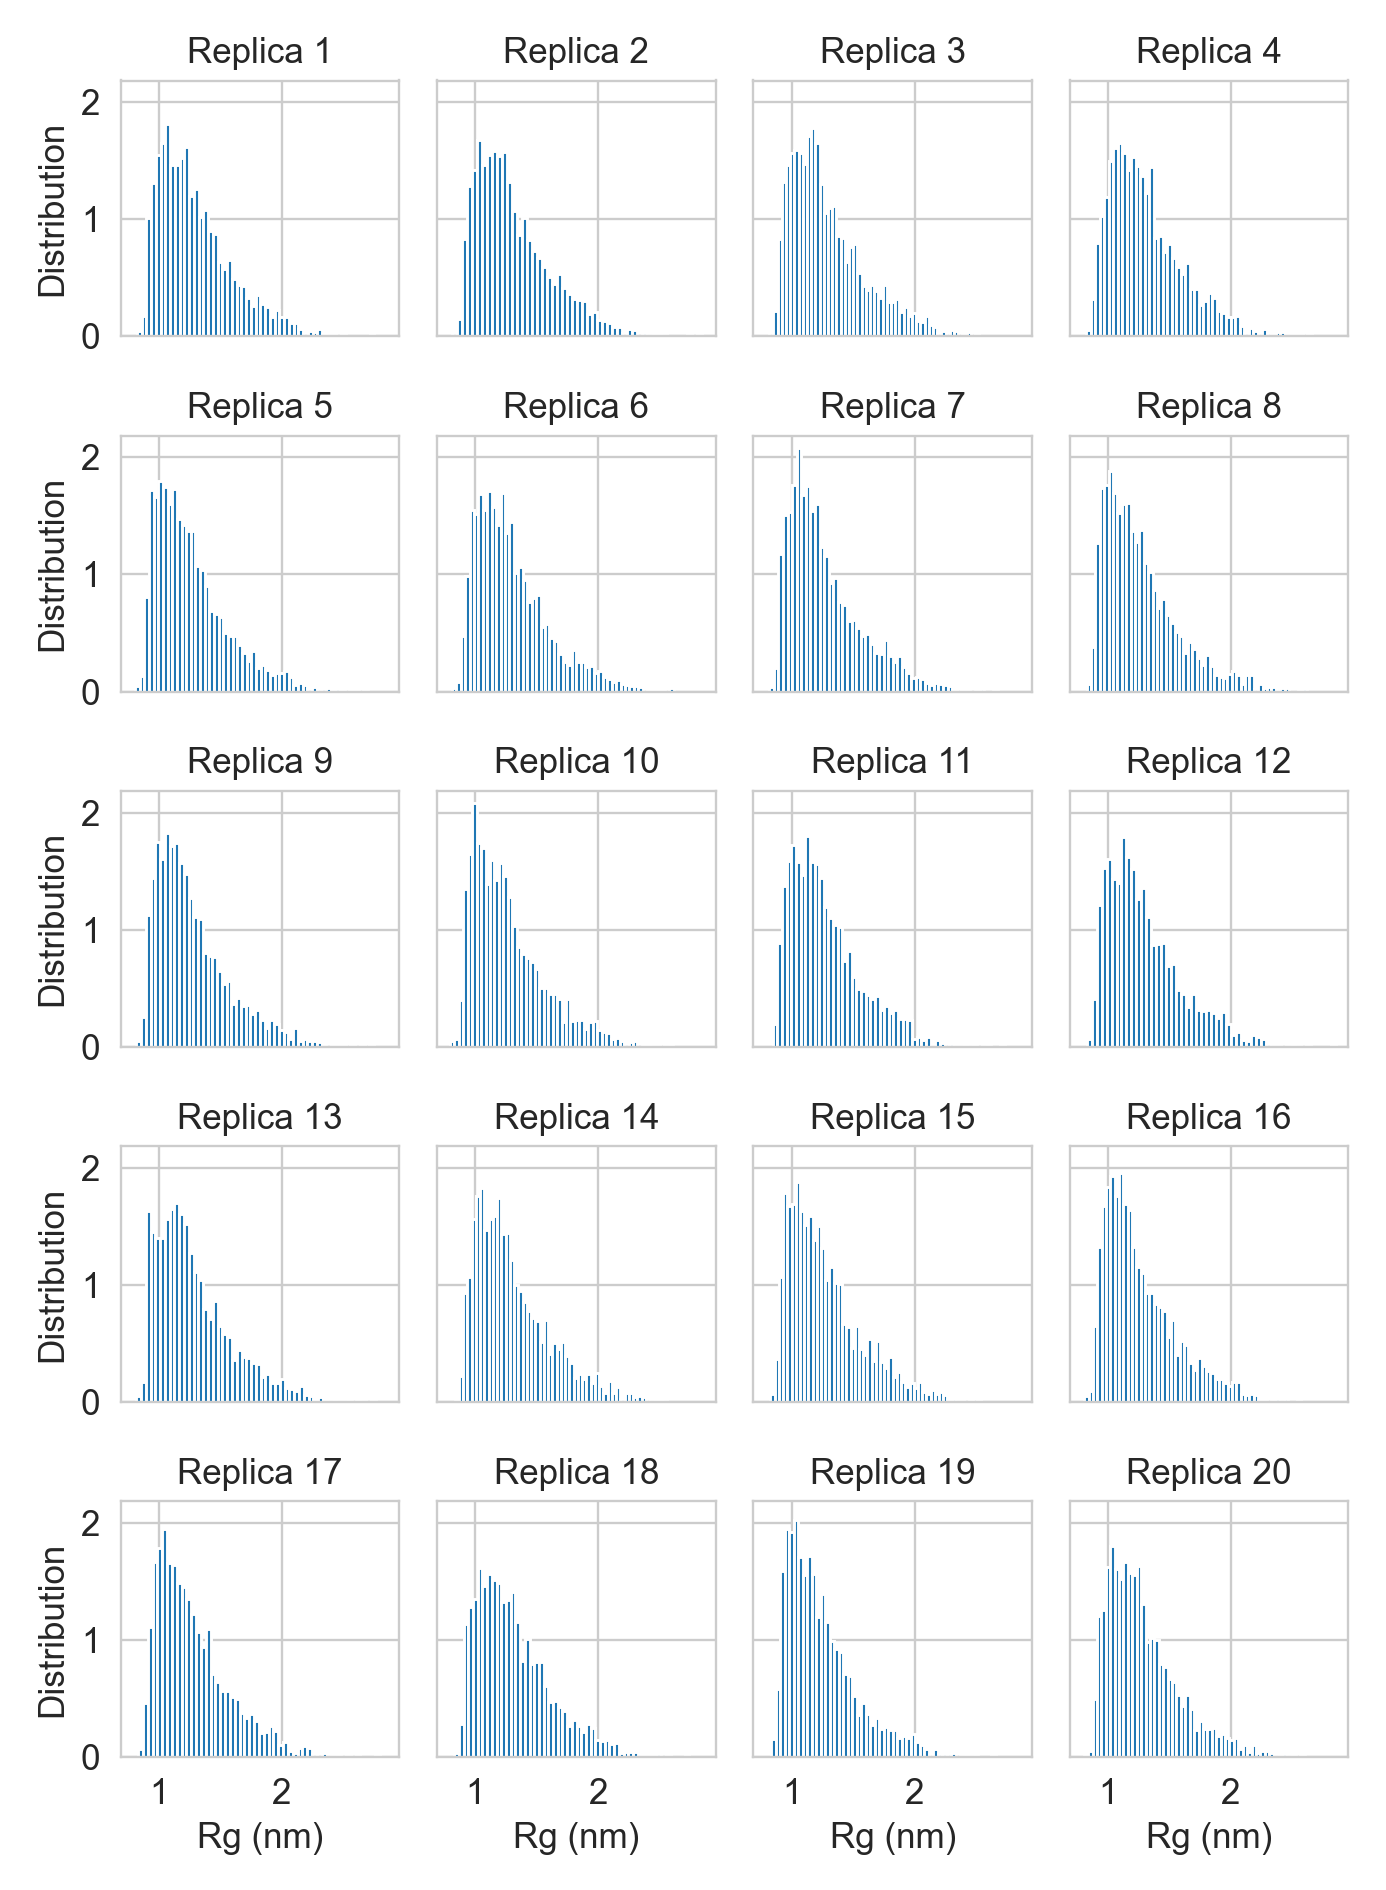 Replica 1
Replica 2
Replica 3
Replica 4
2
1
0
Distribution
Replica 5
Replica 6
Replica 7
Replica 8
2
1
0
Distribution
Replica 9
Replica 10
Replica 11
Replica 12
2
1
0
Distribution
Replica 13
Replica 14
Replica 15
Replica 16
2
1
0
Distribution
Replica 17
Replica 18
Replica 19
Replica 20
2
1
0
Distribution
1 2
1 2
1 2
1 2
Rg (nm)
Rg (nm)
Rg (nm)
Rg (nm)